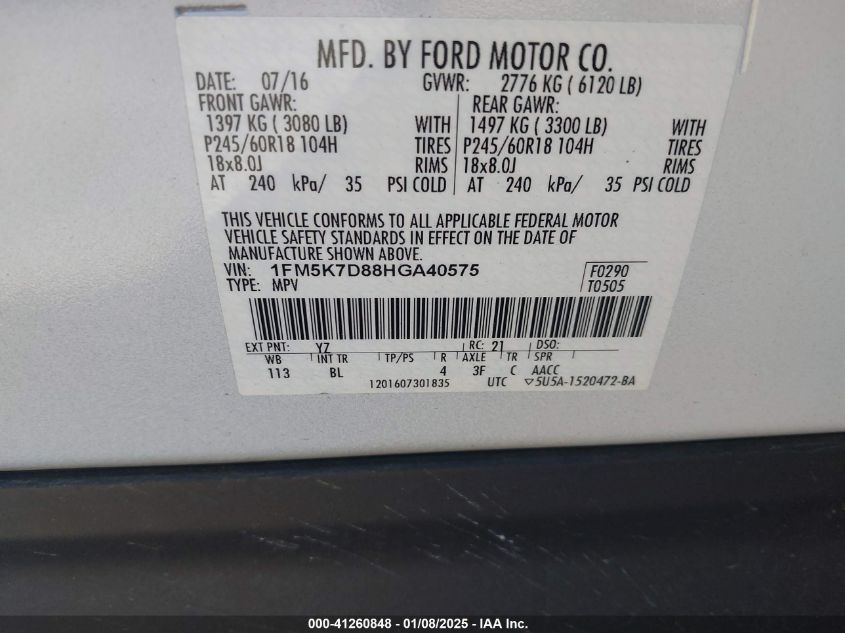 MFD. BY FORD MOTOR CO.
DATE: 07/16 GVWR: 2776 KG ( 6120 LB)
FRONT GAWR: REAR GAWR:
1397 KG ( 3080 LB) WITH 1497 KG ( 3300 LB) WITH
P245/60R18 104H TIRES P245/60R18 104H TIRES
18x8.0J RIMS 18x8.0J RIMS
AT 240 kPa/ 35 PSI COLD AT 240 kPa/ 35 PSI COLD
THIS VEHICLE CONFORMS TO ALL APPLICABLE FEDERAL MOTOR
VEHICLE SAFETY STANDARDS IN EFFECT ON THE DATE OF
MANUFACTURE SHOWN ABOVE.
VIN: 1FM5K7D88HGA40575 F0290
TYPE: MPV T0505
EXT PNT: YZ RC: 21 DSO:
WB INT TR TP/PS R AXLE TR SPR
113 BL 4 3F C AACC
1201607301835 UTC ▽5U5A-1520472-BA
000-41260848 - 01/08/2025 - IAA Inc.